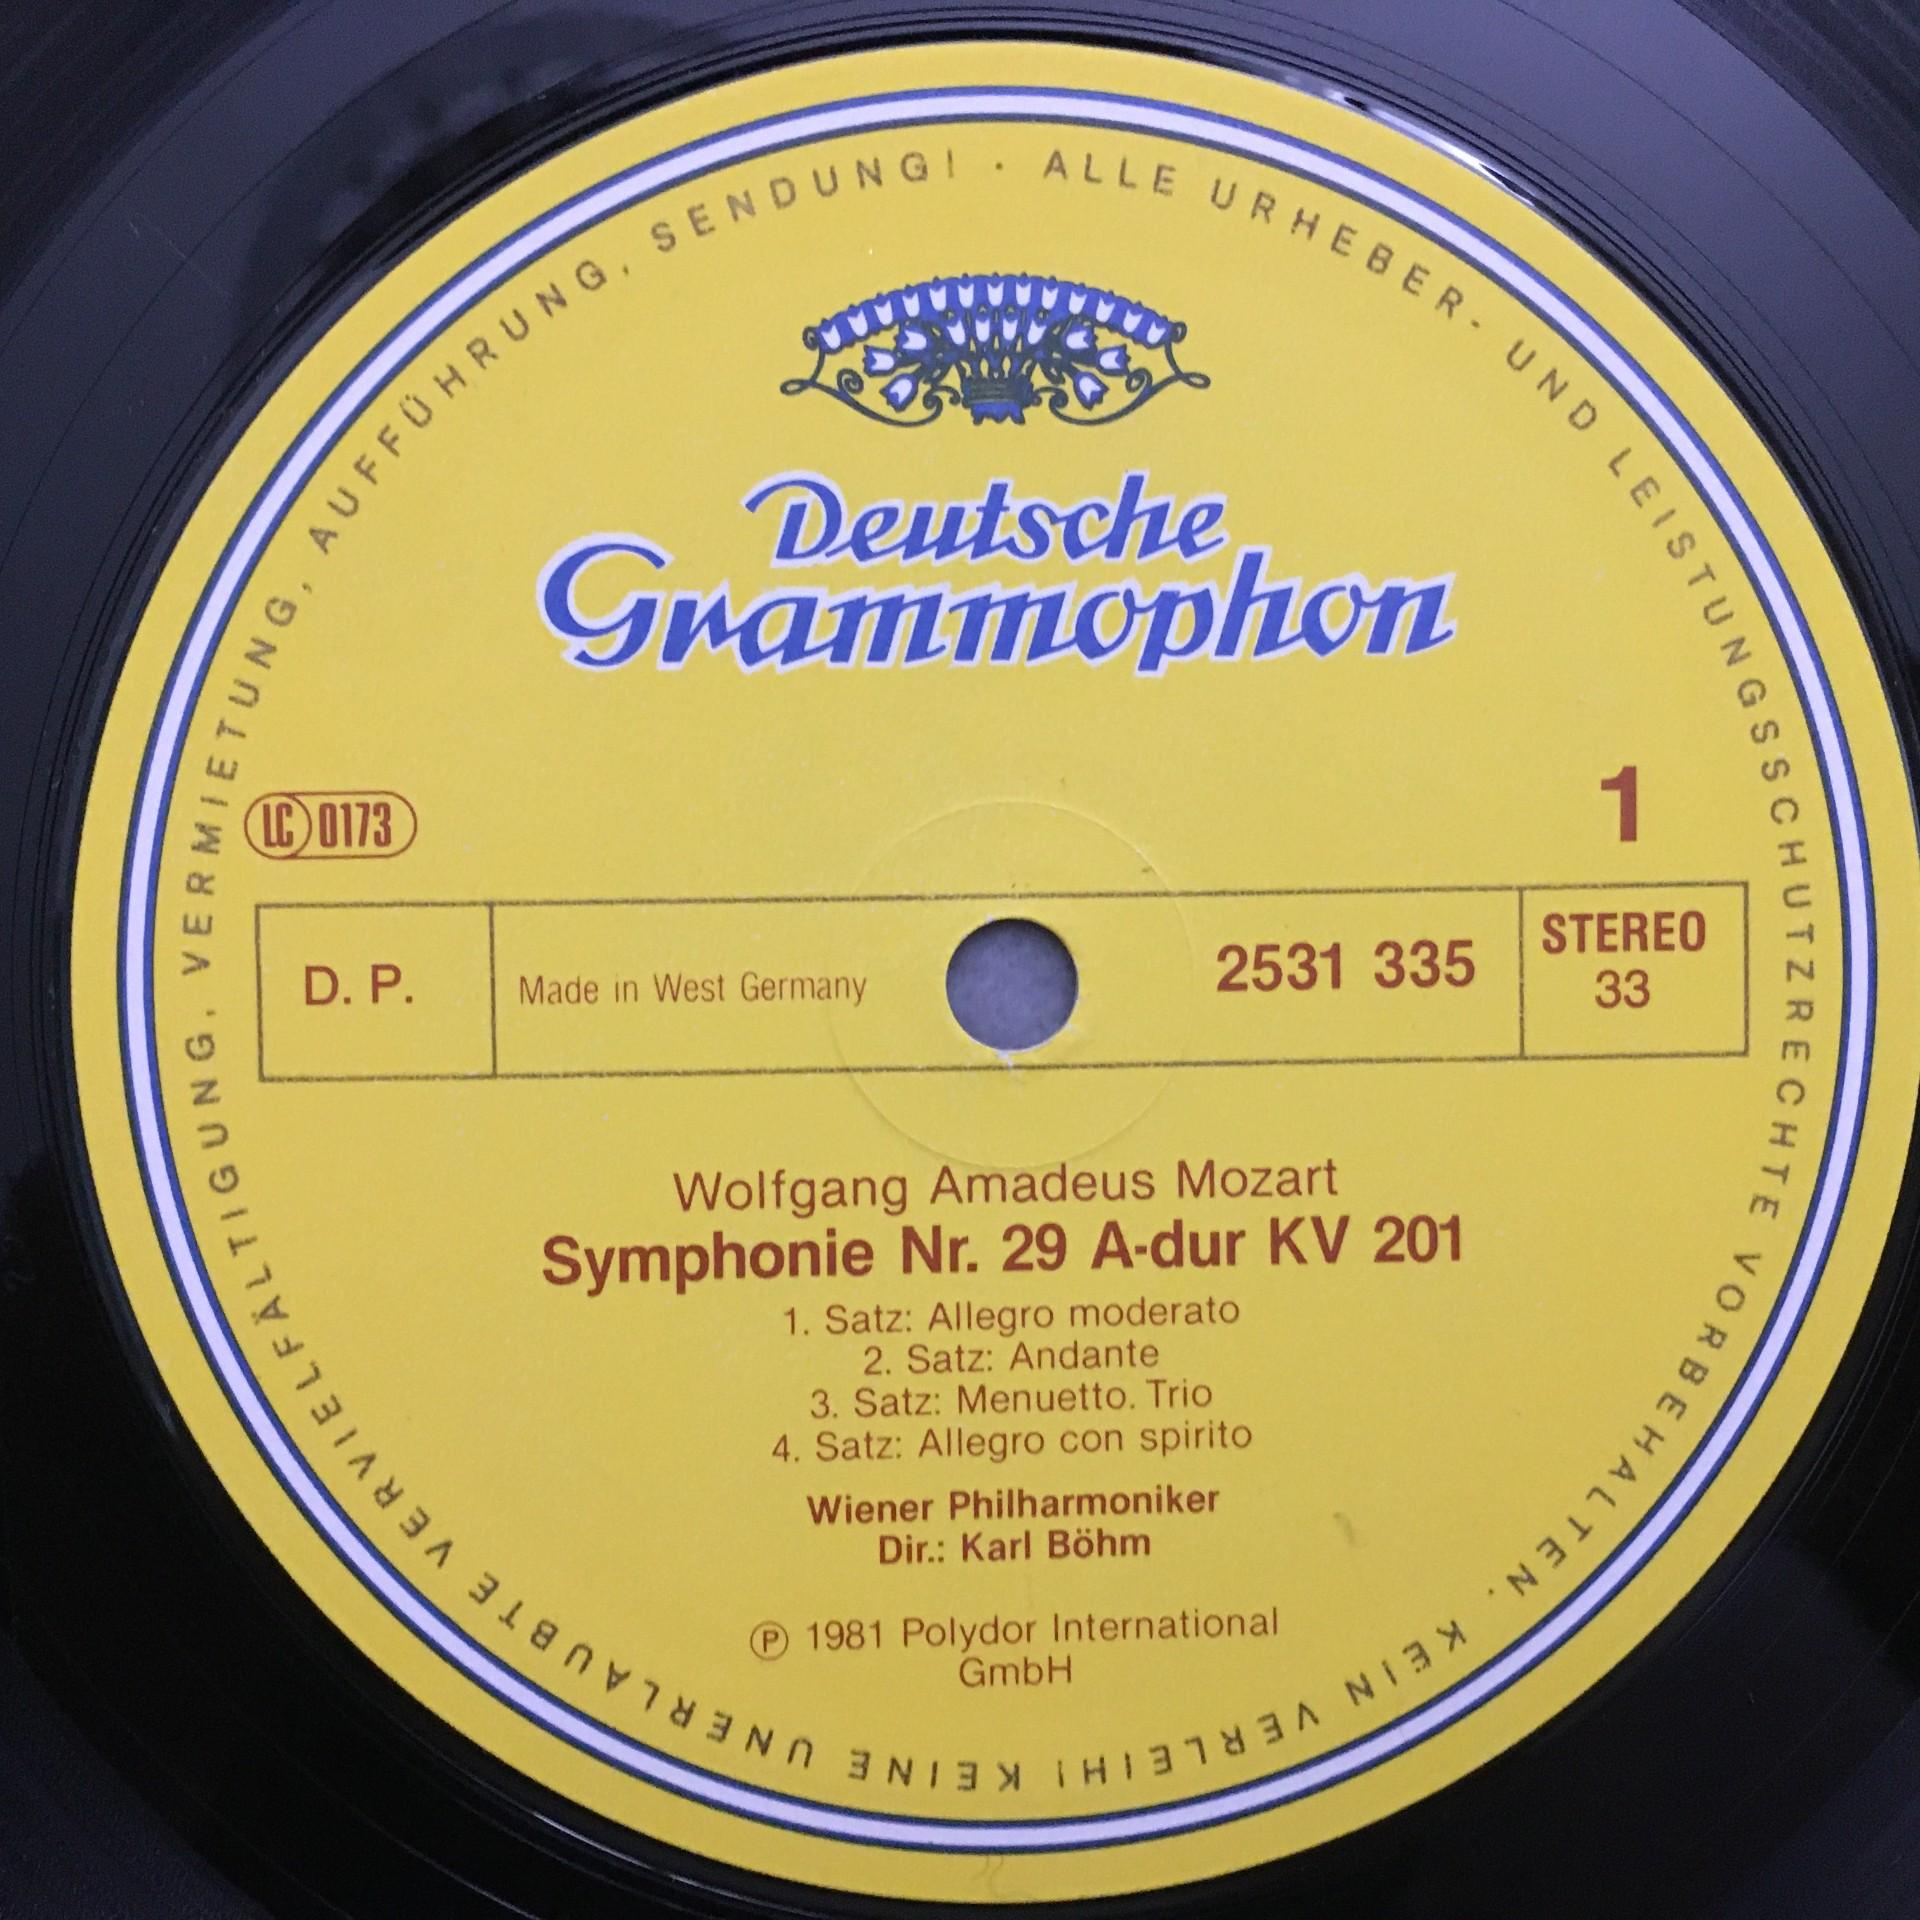 ALLE URHEBER- UND LEISTUNGSSCHUTZRECHTE VORBEHALTEN. KEIN VERLEIH! KEINE UNERLAUBTE VERVIELFÄLTIGUNG, VERMIETUNG, AUFFÜHRUNG, SENDUNG! ·
Deutsche
Grammophon
LC 0173
1
D. P.
Made in West Germany
2531 335
STEREO
33
Wolfgang Amadeus Mozart
Symphonie Nr. 29 A-dur KV 201
1. Satz: Allegro moderato
2. Satz: Andante
3. Satz: Menuetto. Trio
4. Satz: Allegro con spirito
Wiener Philharmoniker
Dir.: Karl Böhm
Ⓟ 1981 Polydor International
GmbH